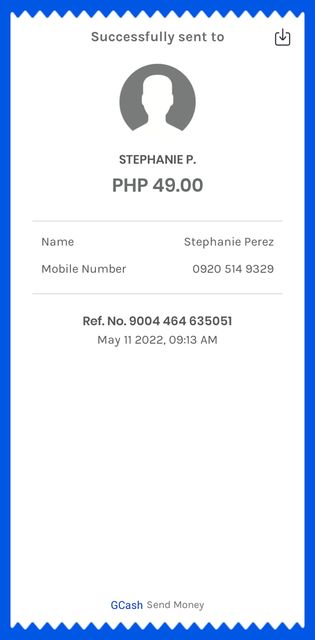 Successfully sent to
STEPHANIE P.
PHP 49.00
Name Stephanie Perez
Mobile Number 0920 514 9329
Ref. No. 9004 464 635051
May 11 2022, 09:13 AM
GCash Send Money